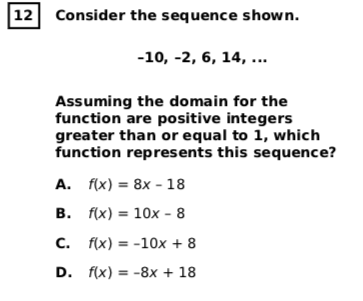 12 Consider the sequence shown.
–10, –2, 6, 14, ...
Assuming the domain for the
function are positive integers
greater than or equal to 1, which
function represents this sequence?
A. f(x) = 8x – 18
B. f(x) = 10x – 8
C. f(x) = –10x + 8
D. f(x) = –8x + 18